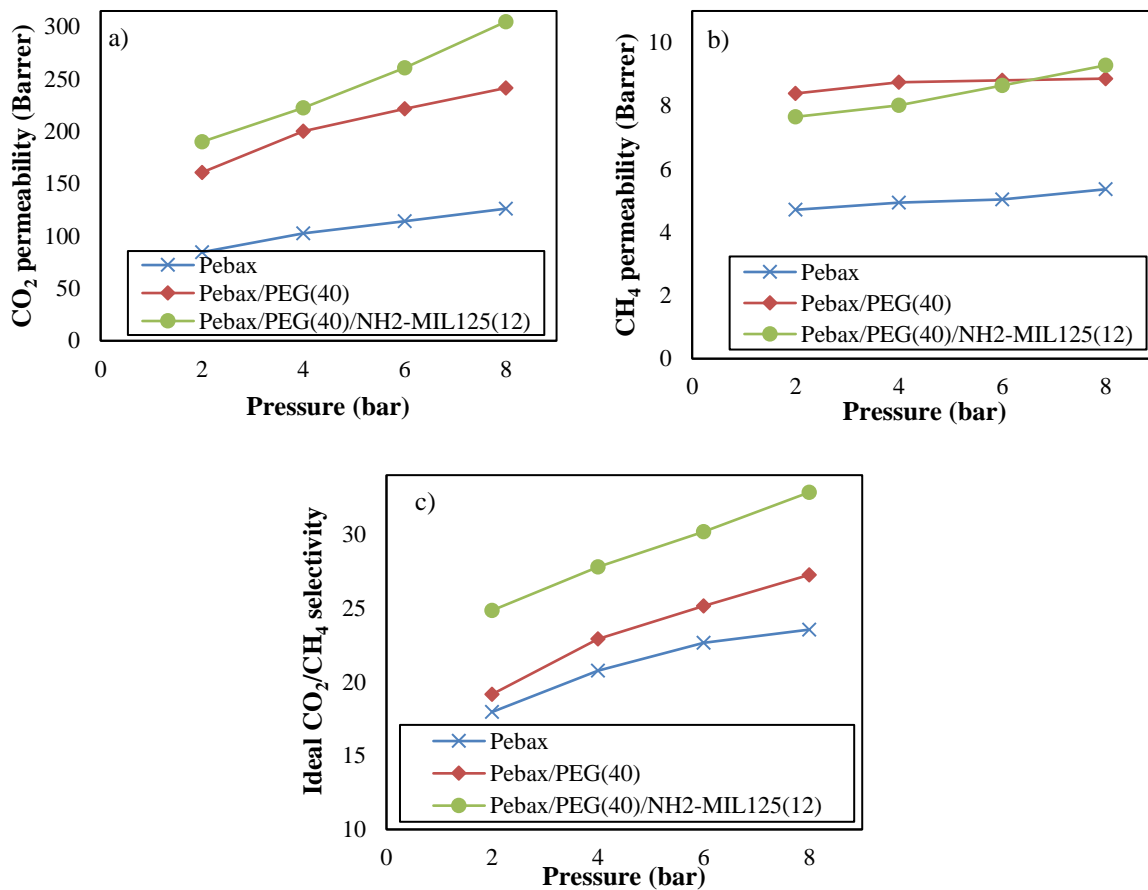 a)
300
250
200
150
100
50
0
0 2 4 6 8
CO₂ permeability (Barrer)
Pressure (bar)
Pebax
Pebax/PEG(40)
Pebax/PEG(40)/NH2-MIL125(12)
b)
10
8
6
4
2
0
0 2 4 6 8
CH₄ permeability (Barrer)
Pressure (bar)
Pebax
Pebax/PEG(40)
Pebax/PEG(40)/NH2-MIL125(12)
c)
30
25
20
15
10
0 2 4 6 8
Ideal CO₂/CH₄ selectivity
Pressure (bar)
Pebax
Pebax/PEG(40)
Pebax/PEG(40)/NH2-MIL125(12)